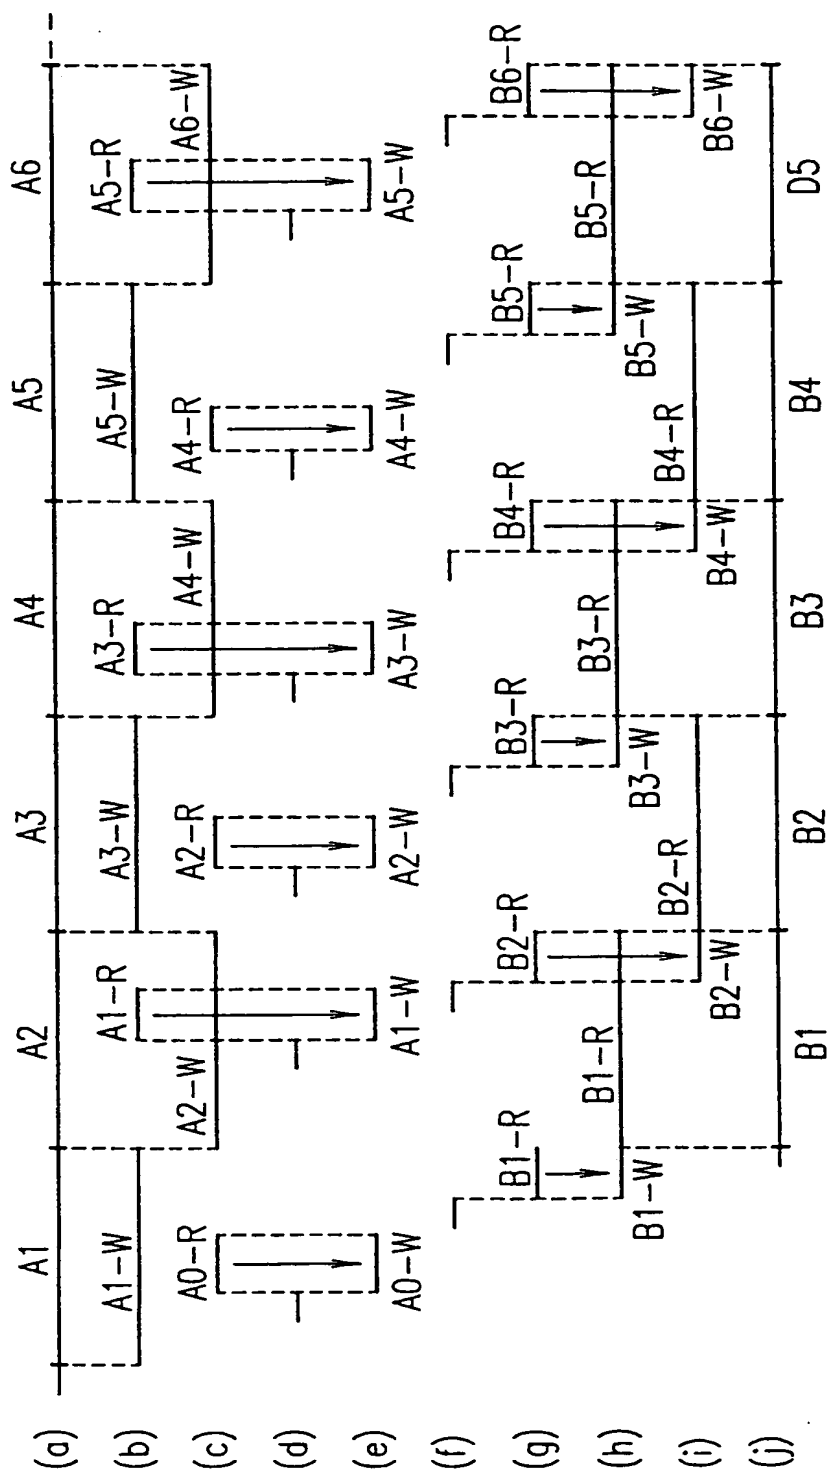 (a) A1 A2 A3 A4 A5 A6
(b) A1-W A1-R A3-W A3-R A5-W A5-R
(c) A0-R A2-W A2-R A4-W A4-R A6-W
(d)
(e) A0-W A1-W A2-W A3-W A4-W A5-W
(f)
(g) B1-R B2-R B3-R B4-R B5-R B6-R
(h) B1-W B1-R B3-W B3-R B5-W B5-R
(i) B2-W B2-R B4-W B4-R B6-W
(j) B1 B2 B3 B4 D5